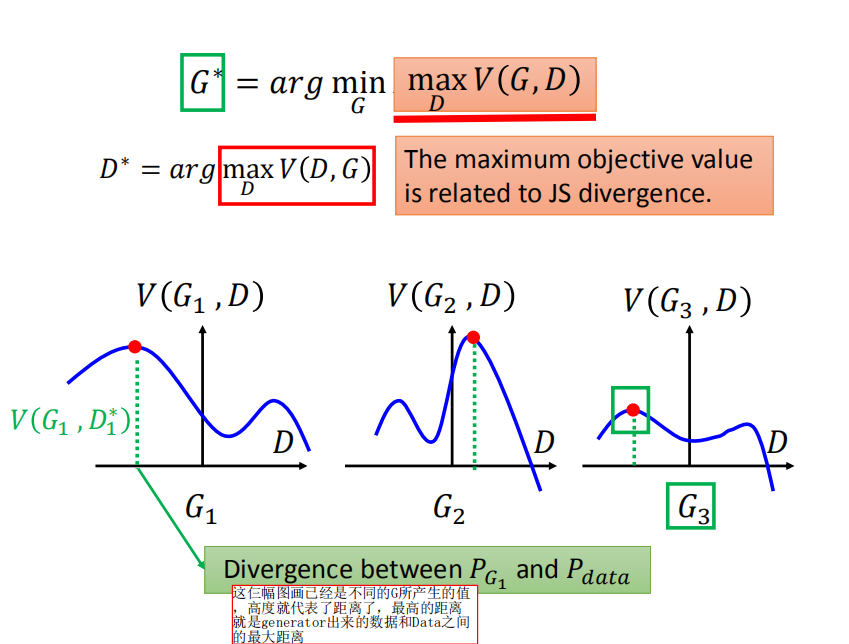 G* = arg min_G max_D V(G, D)
D* = arg max_D V(D, G)
The maximum objective value
is related to JS divergence.
V(G₁ , D)
V(G₂ , D)
V(G₃ , D)
V(G₁ , D₁*)
D
D
D
G₁
G₂
G₃
Divergence between P_G₁ and P_data
这仨幅图画已经是不同的G所产生的值
，高度就代表了距离了，最高的距离
就是generator出来的数据和Data之间
的最大距离